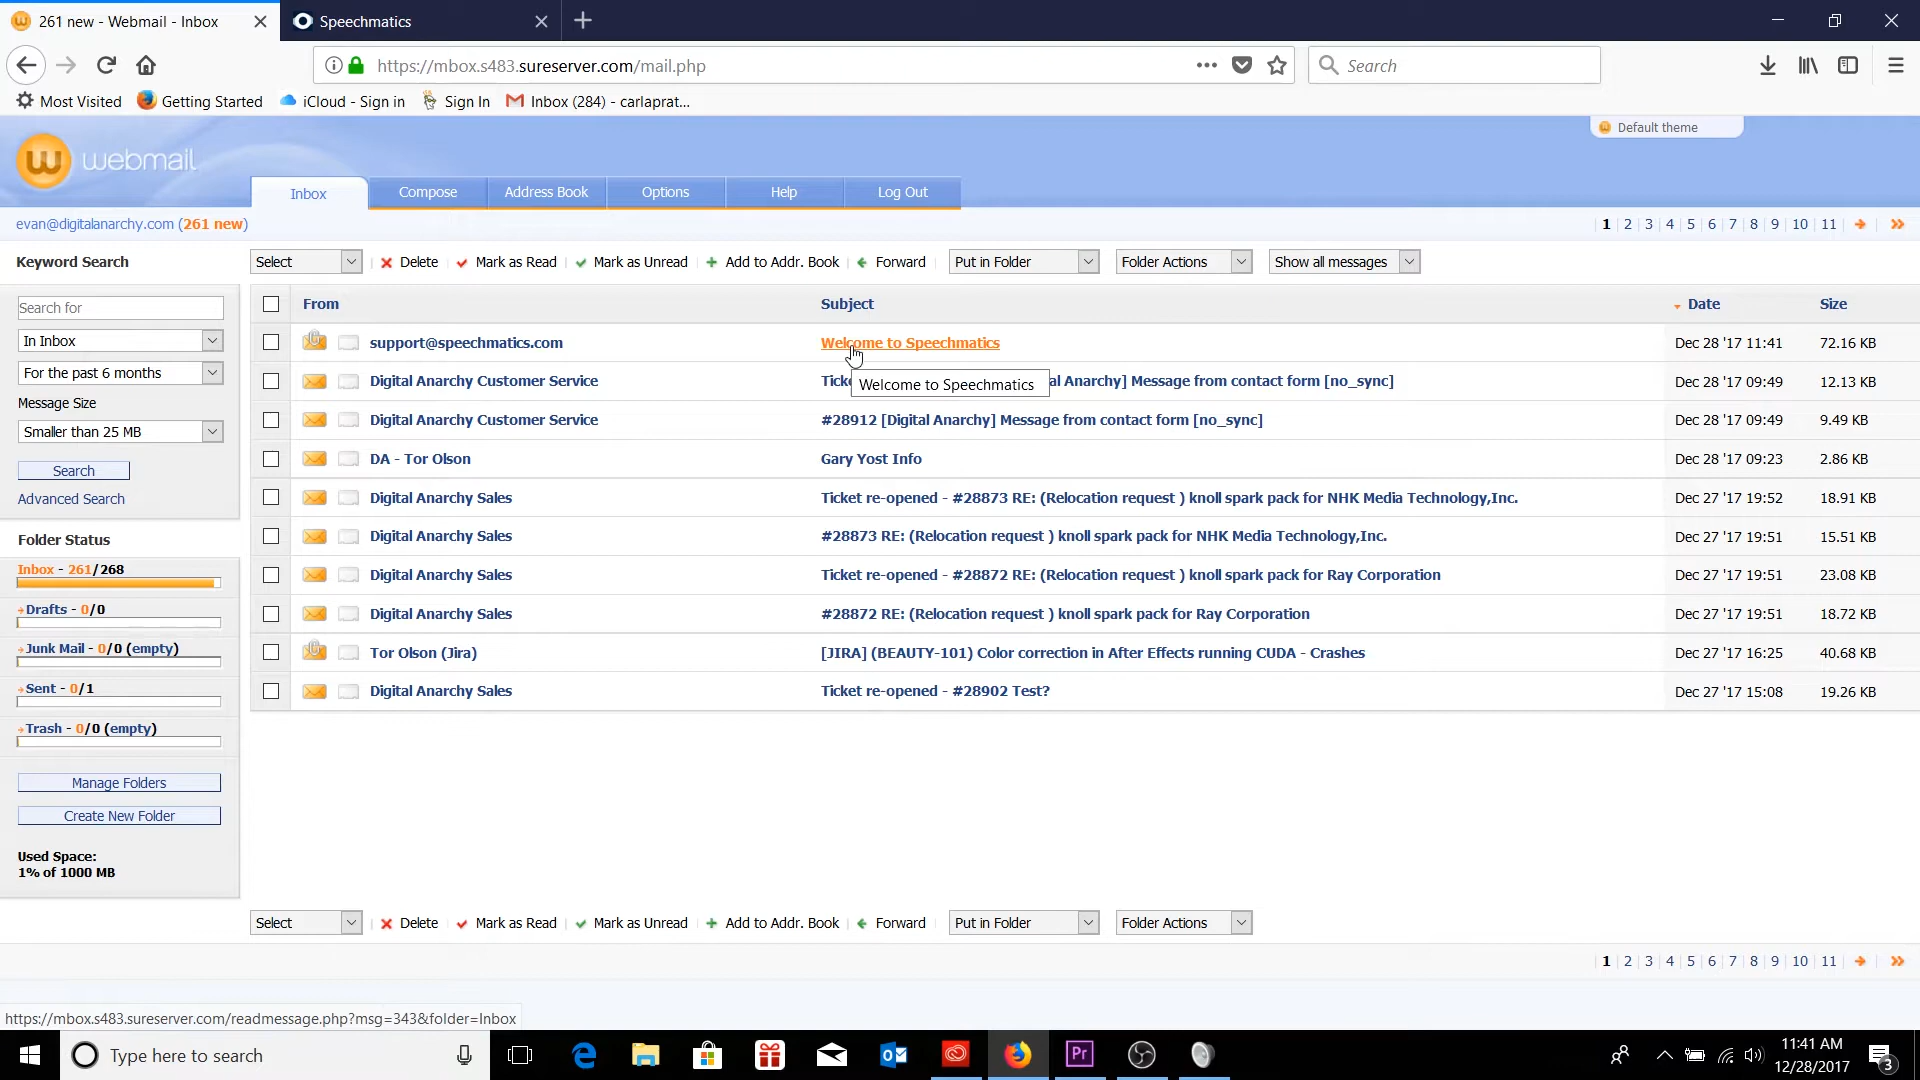 261 new - Webmail - Inbox
Speechmatics
https://mbox.s483.sureserver.com/mail.php
Search
Most Visited Getting Started iCloud - Sign in Sign In Inbox (284) - carlaprat...
Default theme
webmail
Inbox Compose Address Book Options Help Log Out
evan@digitalanarchy.com (261 new)
1 2 3 4 5 6 7 8 9 10 11
Keyword Search
Select Delete Mark as Read Mark as Unread Add to Addr. Book Forward Put in Folder Folder Actions Show all messages
Search for
In Inbox
For the past 6 months
Message Size
Smaller than 25 MB
Search
Advanced Search
From Subject Date Size
support@speechmatics.com Welcome to Speechmatics Dec 28 '17 11:41 72.16 KB
Welcome to Speechmatics
Digital Anarchy Customer Service al Anarchy] Message from contact form [no_sync] Dec 28 '17 09:49 12.13 KB
Digital Anarchy Customer Service #28912 [Digital Anarchy] Message from contact form [no_sync] Dec 28 '17 09:49 9.49 KB
DA - Tor Olson Gary Yost Info Dec 28 '17 09:23 2.86 KB
Digital Anarchy Sales Ticket re-opened - #28873 RE: (Relocation request ) knoll spark pack for NHK Media Technology,Inc. Dec 27 '17 19:52 18.91 KB
Digital Anarchy Sales #28873 RE: (Relocation request ) knoll spark pack for NHK Media Technology,Inc. Dec 27 '17 19:51 15.51 KB
Digital Anarchy Sales Ticket re-opened - #28872 RE: (Relocation request ) knoll spark pack for Ray Corporation Dec 27 '17 19:51 23.08 KB
Digital Anarchy Sales #28872 RE: (Relocation request ) knoll spark pack for Ray Corporation Dec 27 '17 19:51 18.72 KB
Tor Olson (Jira) [JIRA] (BEAUTY-101) Color correction in After Effects running CUDA - Crashes Dec 27 '17 16:25 40.68 KB
Digital Anarchy Sales Ticket re-opened - #28902 Test? Dec 27 '17 15:08 19.26 KB
Folder Status
Inbox - 261/268
Drafts - 0/0
Junk Mail - 0/0 (empty)
Sent - 0/1
Trash - 0/0 (empty)
Manage Folders
Create New Folder
Used Space:
1% of 1000 MB
Select Delete Mark as Read Mark as Unread Add to Addr. Book Forward Put in Folder Folder Actions
1 2 3 4 5 6 7 8 9 10 11
https://mbox.s483.sureserver.com/readmessage.php?msg=343&folder=Inbox
Type here to search
Pr
11:41 AM
12/28/2017
3